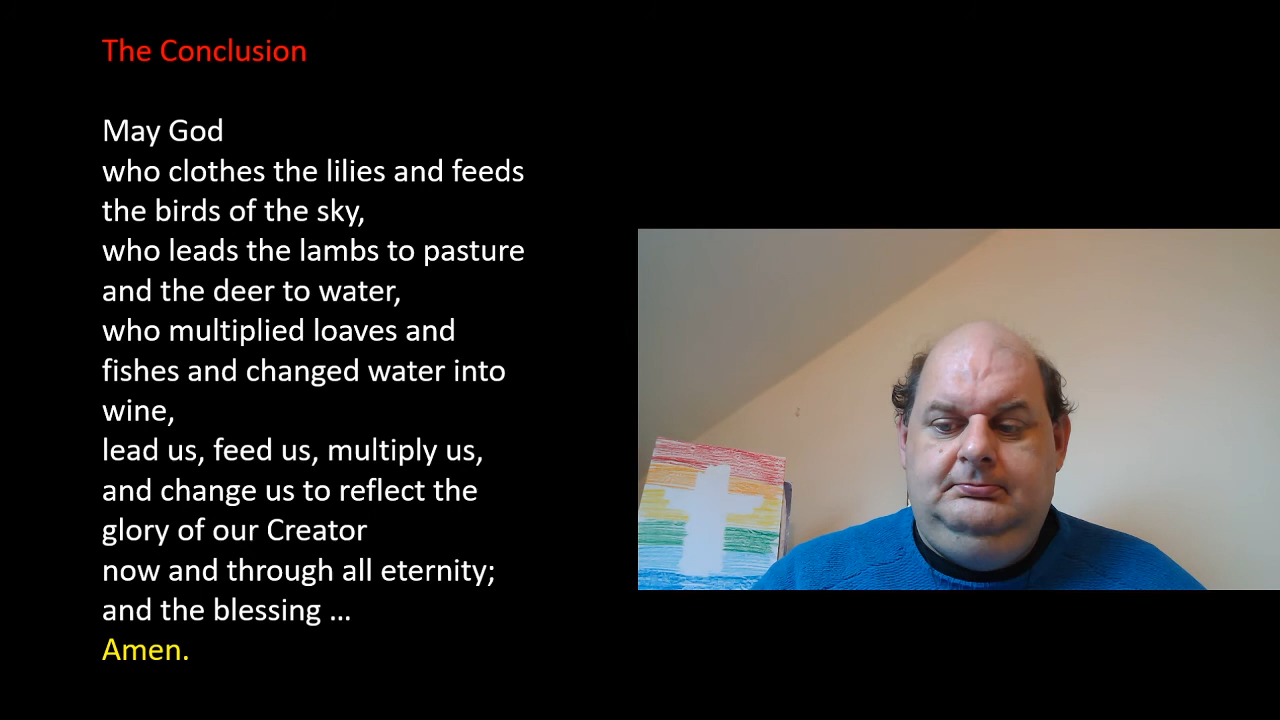 The Conclusion
May God
who clothes the lilies and feeds
the birds of the sky,
who leads the lambs to pasture
and the deer to water,
who multiplied loaves and
fishes and changed water into
wine,
lead us, feed us, multiply us,
and change us to reflect the
glory of our Creator
now and through all eternity;
and the blessing …
Amen.